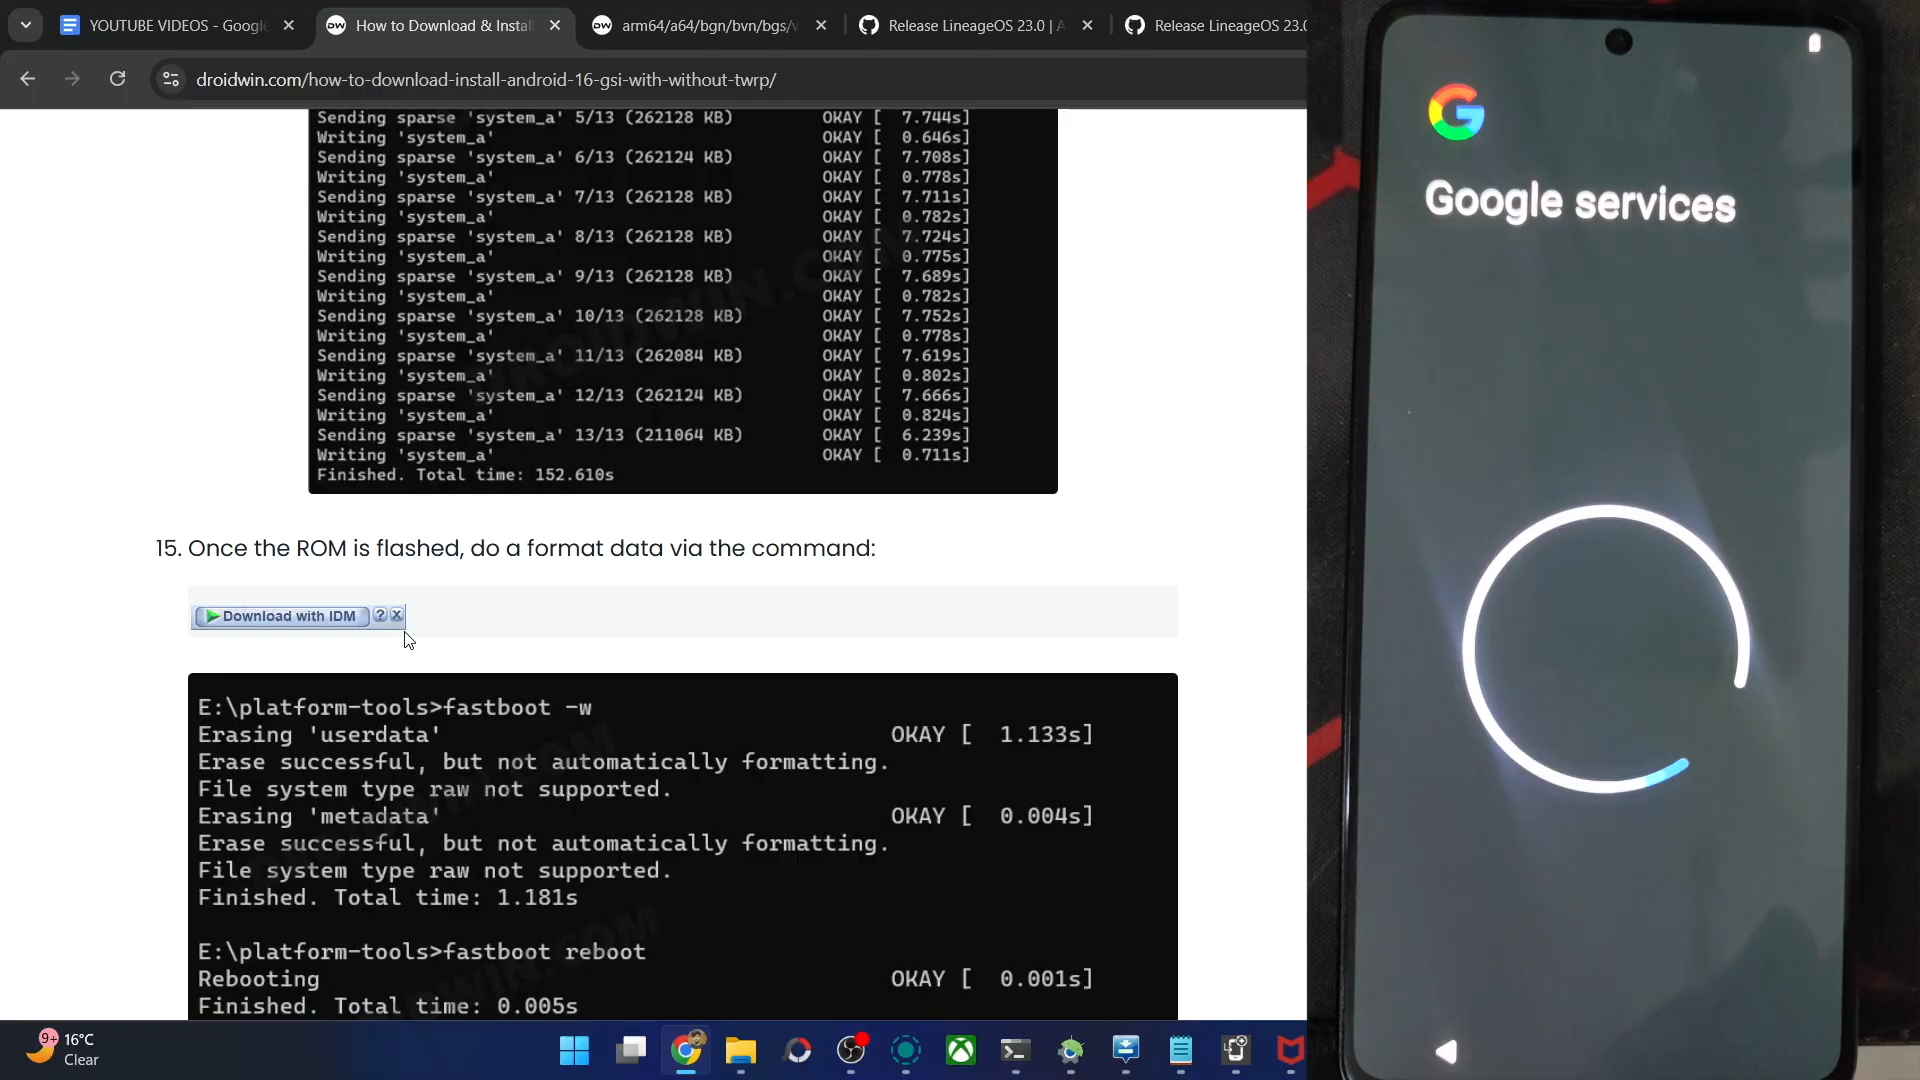 YOUTUBE VIDEOS - Googl
How to Download & Instal
arm64/a64/bgn/bvn/bgs/v
Release LineageOS 23.0 | A
Release LineageOS 23.0
droidwin.com/how-to-download-install-android-16-gsi-with-without-twrp/
Sending sparse 'system_a' 5/13 (262128 KB) OKAY [ 7.744s]
Writing 'system_a' OKAY [ 0.646s]
Sending sparse 'system_a' 6/13 (262124 KB) OKAY [ 7.708s]
Writing 'system_a' OKAY [ 0.778s]
Sending sparse 'system_a' 7/13 (262128 KB) OKAY [ 7.711s]
Writing 'system_a' OKAY [ 0.782s]
Sending sparse 'system_a' 8/13 (262128 KB) OKAY [ 7.724s]
Writing 'system_a' OKAY [ 0.775s]
Sending sparse 'system_a' 9/13 (262128 KB) OKAY [ 7.689s]
Writing 'system_a' OKAY [ 0.782s]
Sending sparse 'system_a' 10/13 (262128 KB) OKAY [ 7.752s]
Writing 'system_a' OKAY [ 0.778s]
Sending sparse 'system_a' 11/13 (262084 KB) OKAY [ 7.619s]
Writing 'system_a' OKAY [ 0.802s]
Sending sparse 'system_a' 12/13 (262124 KB) OKAY [ 7.666s]
Writing 'system_a' OKAY [ 0.824s]
Sending sparse 'system_a' 13/13 (211064 KB) OKAY [ 6.239s]
Writing 'system_a' OKAY [ 0.711s]
Finished. Total time: 152.610s
15. Once the ROM is flashed, do a format data via the command:
Download with IDM ? X
E:\platform-tools>fastboot -w
Erasing 'userdata' OKAY [ 1.133s]
Erase successful, but not automatically formatting.
File system type raw not supported.
Erasing 'metadata' OKAY [ 0.004s]
Erase successful, but not automatically formatting.
File system type raw not supported.
Finished. Total time: 1.181s
E:\platform-tools>fastboot reboot
Rebooting OKAY [ 0.001s]
Finished. Total time: 0.005s
9+
16°C
Clear
G
Google services